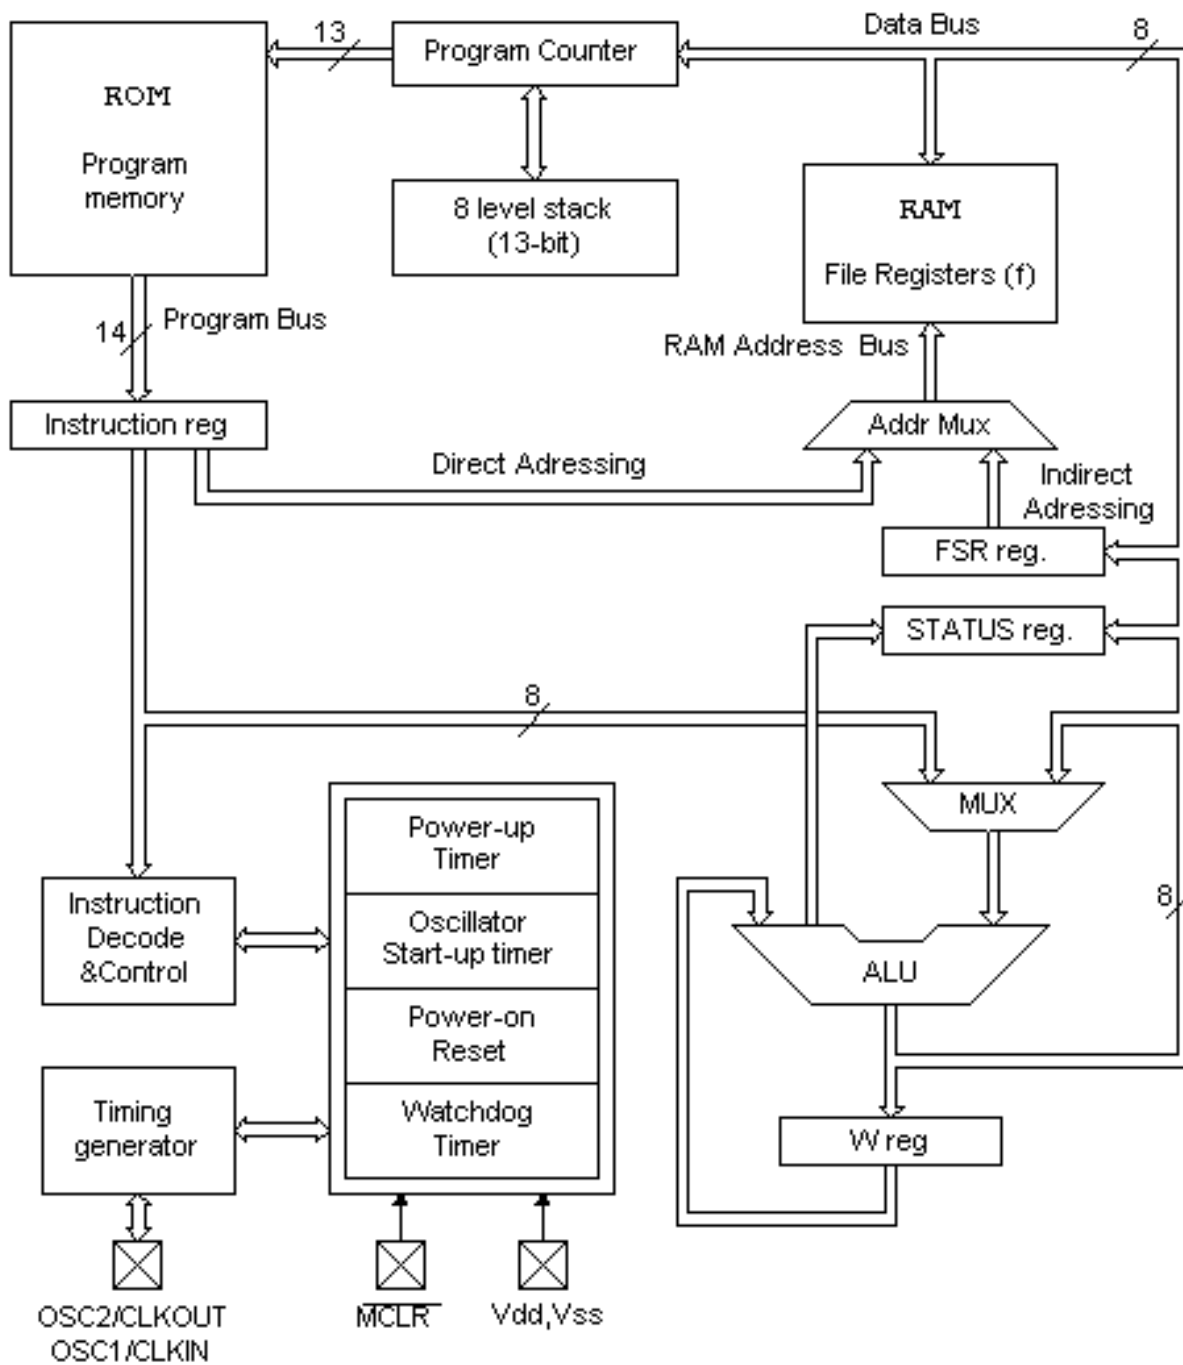 Data Bus
13
Program Counter
8
ROM
Program
memory
8 level stack
(13-bit)
RAM
File Registers (f)
14
Program Bus
RAM Address Bus
Instruction reg
Addr Mux
Direct Adressing
Indirect
Adressing
FSR reg.
STATUS reg.
8
MUX
Power-up
Timer
Instruction
Decode
&Control
Oscillator
Start-up timer
8
ALU
Power-on
Reset
Timing
generator
Watchdog
Timer
W reg
OSC2/CLKOUT
OSC1/CLKIN
MCLR
Vdd,Vss